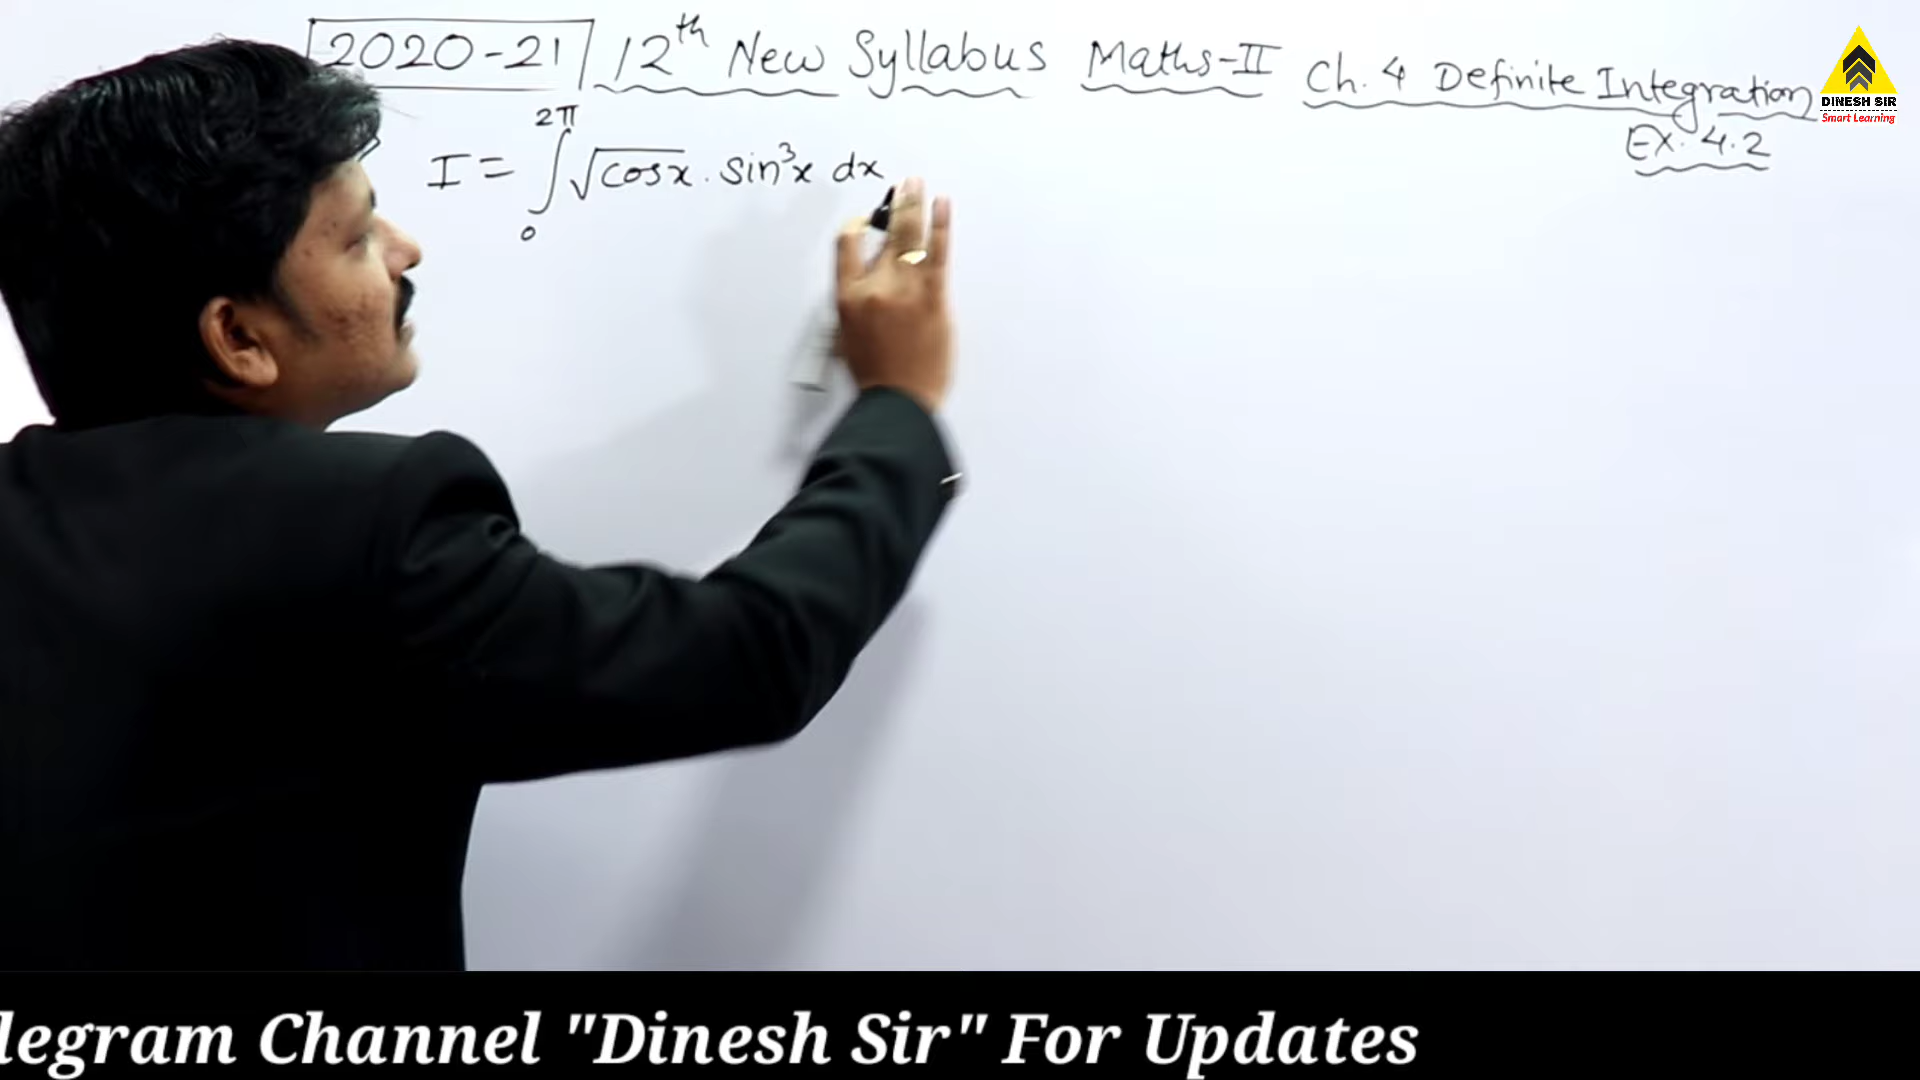 2020-21 12th New Syllabus Maths-II Ch. 4 Definite Integration
Ex. 4.2
I = ∫₀^2π √cosx . sin³x dx
DINESH SIR
Smart Learning
legram Channel "Dinesh Sir" For Updates